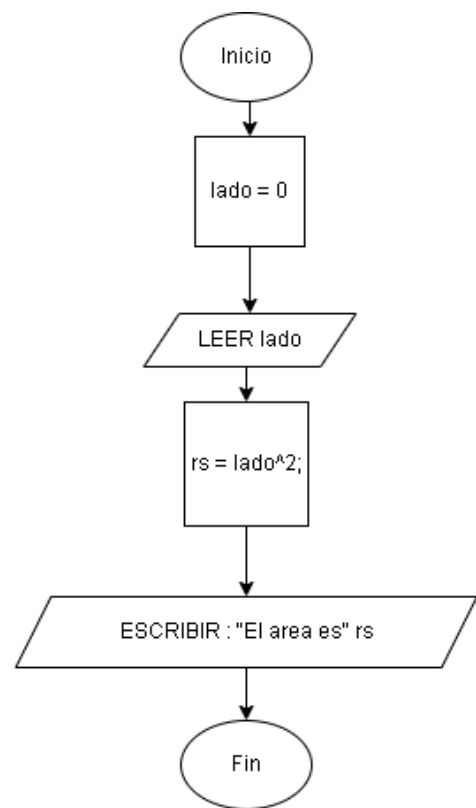 Inicio
lado = 0
LEER lado
rs = lado^2;
ESCRIBIR : "El area es" rs
Fin